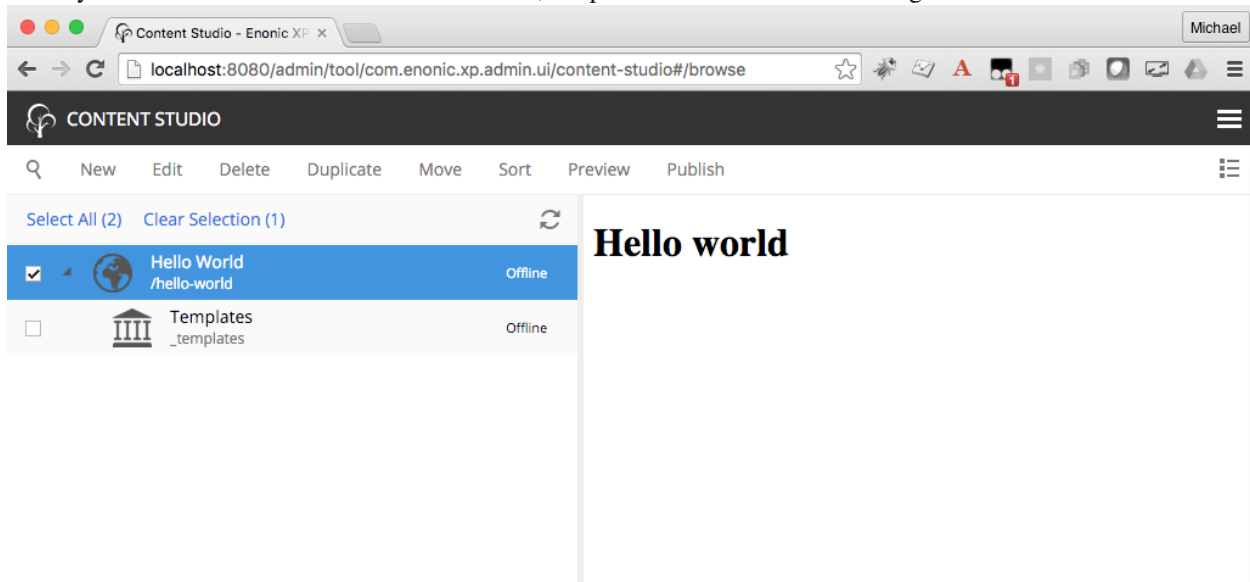 Content Studio - Enonic XP
Michael
localhost:8080/admin/tool/com.enonic.xp.admin.ui/content-studio#/browse
A
1
CONTENT STUDIO
New Edit Delete Duplicate Move Sort Preview Publish
Select All (2) Clear Selection (1)
Hello World
/hello-world
Offline
Templates
_templates
Offline
Hello world